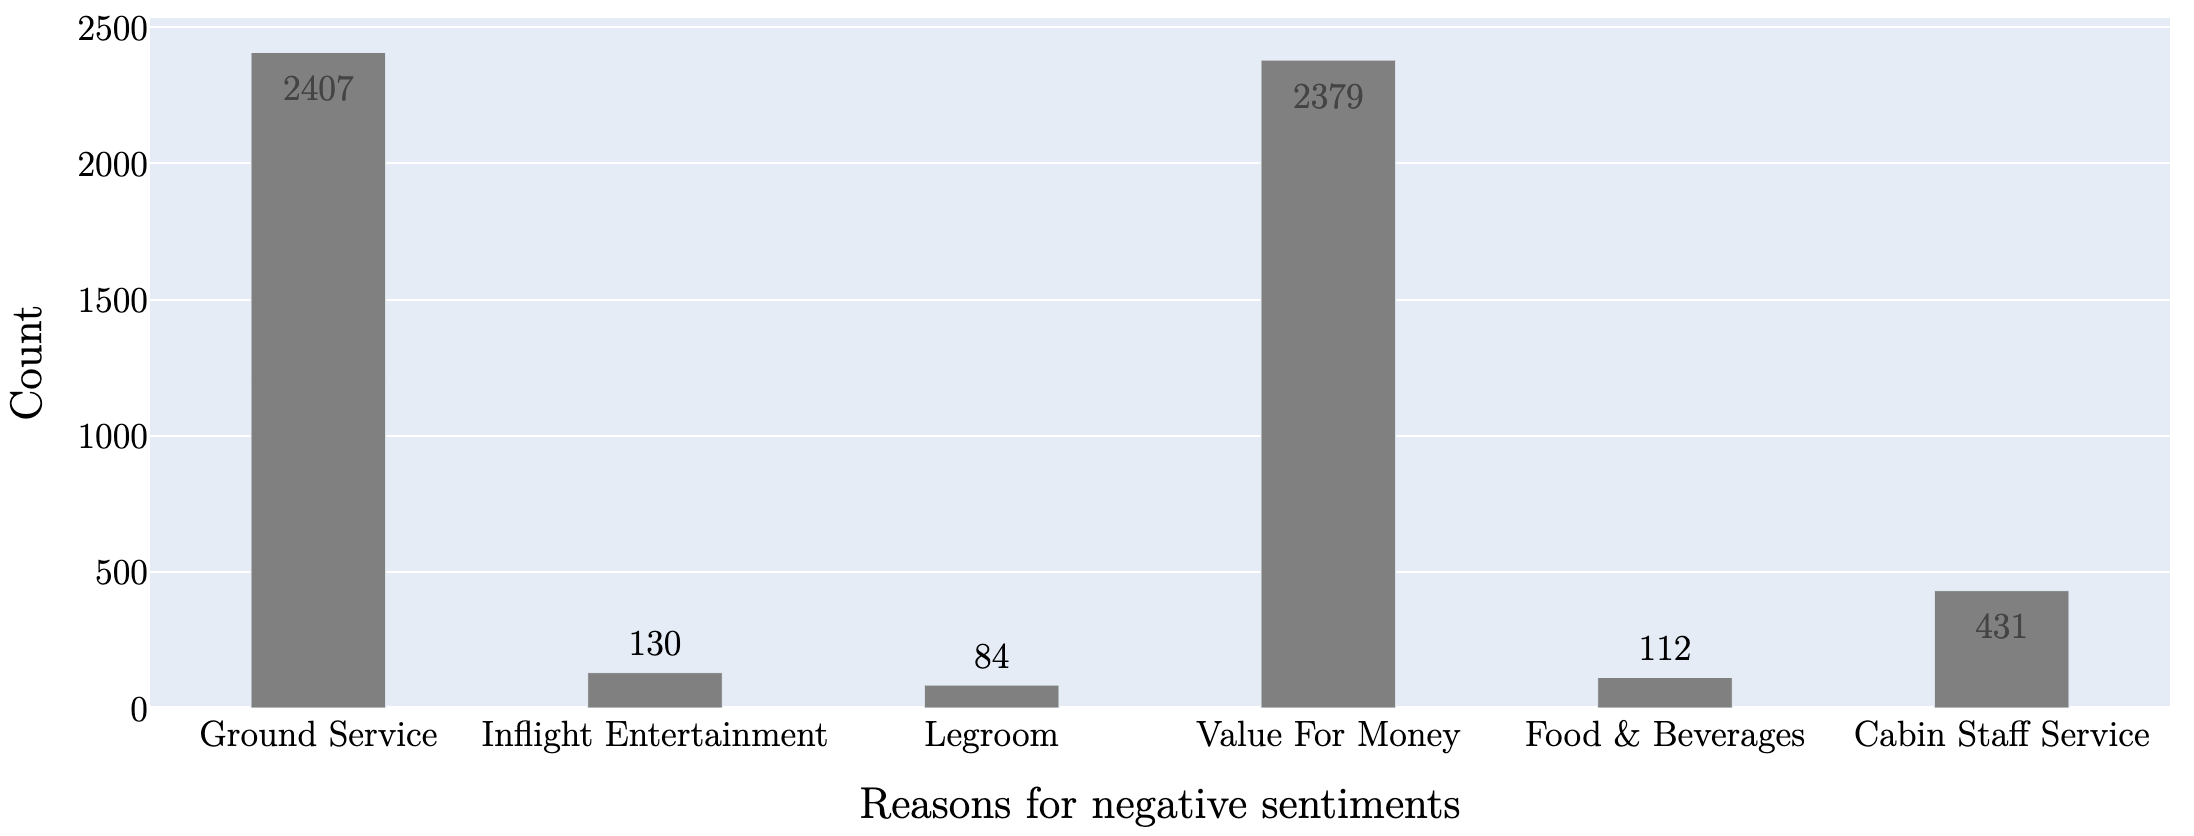 Count
2500
2000
1500
1000
500
0
2407
130
84
2379
112
431
Ground Service
Inflight Entertainment
Legroom
Value For Money
Food & Beverages
Cabin Staff Service
Reasons for negative sentiments